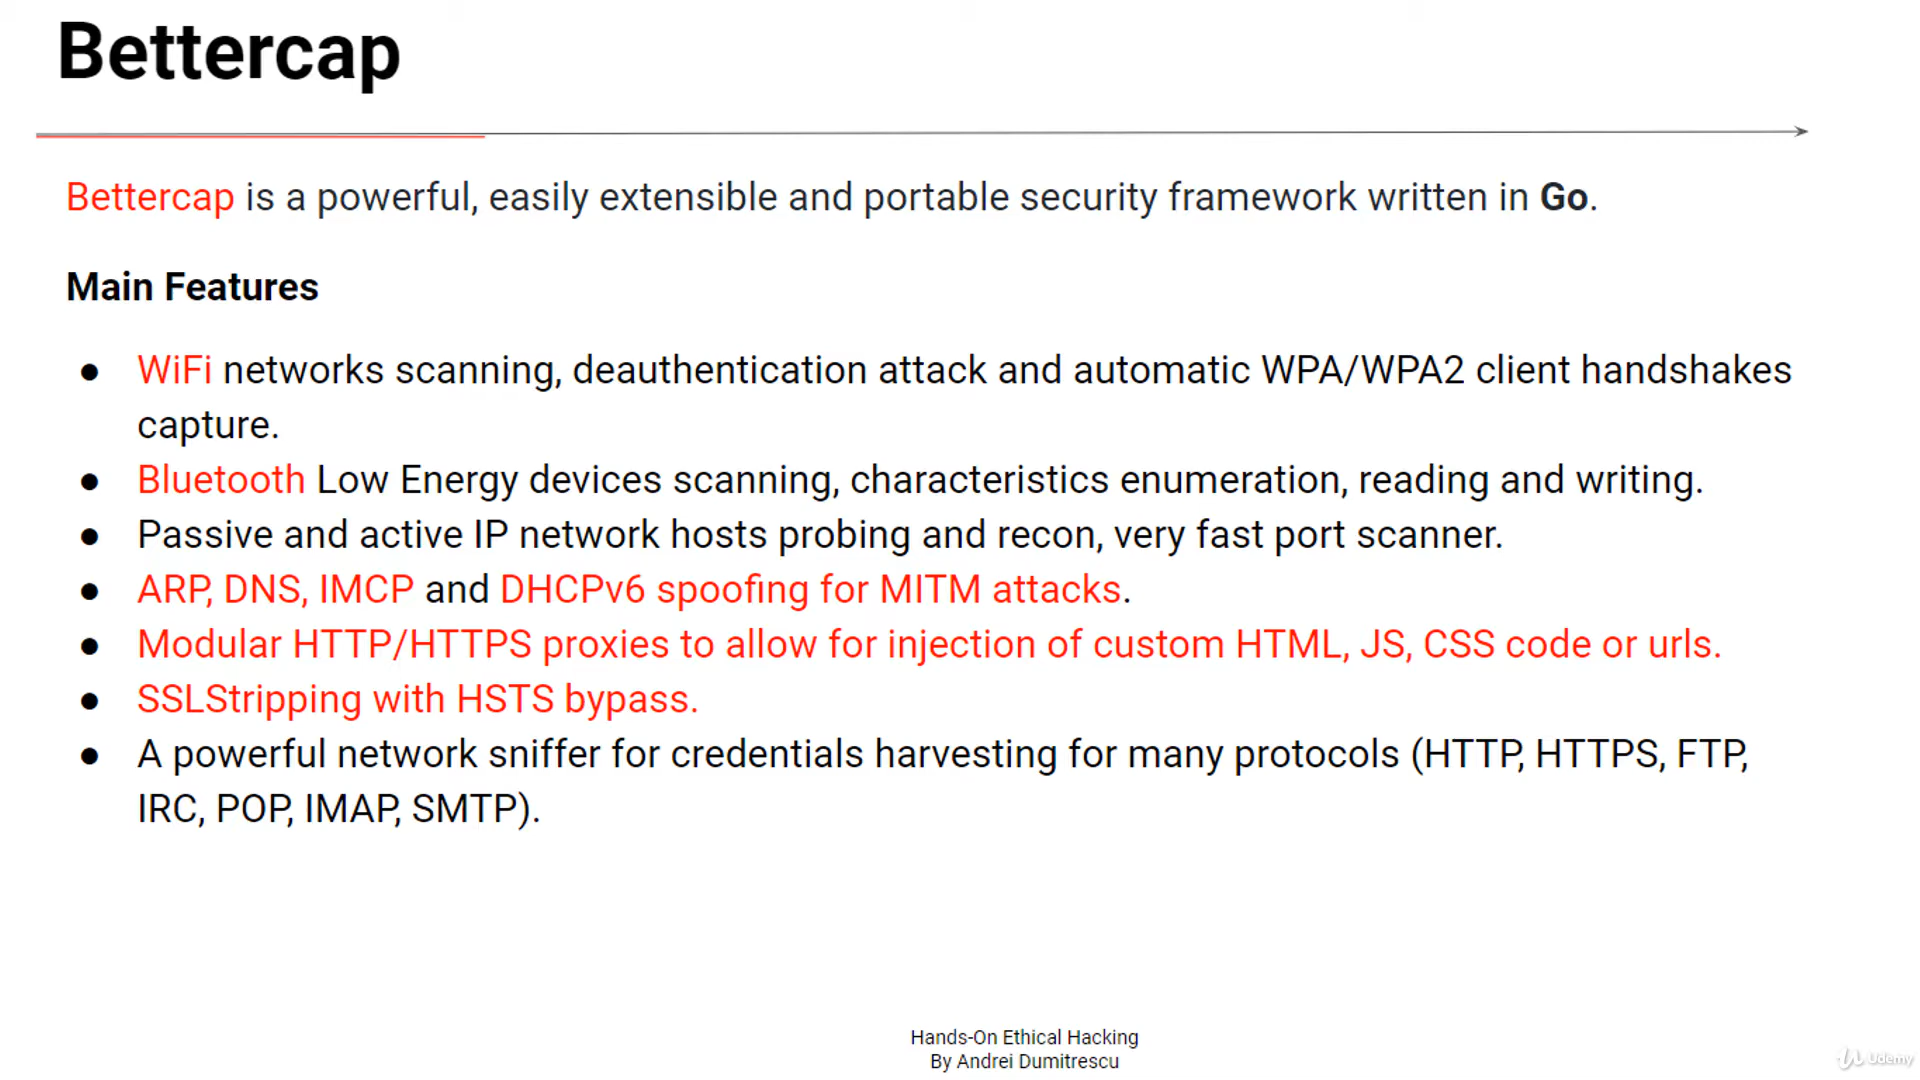 Bettercap
Bettercap is a powerful, easily extensible and portable security framework written in Go.
Main Features
● WiFi networks scanning, deauthentication attack and automatic WPA/WPA2 client handshakes
capture.
● Bluetooth Low Energy devices scanning, characteristics enumeration, reading and writing.
● Passive and active IP network hosts probing and recon, very fast port scanner.
● ARP, DNS, IMCP and DHCPv6 spoofing for MITM attacks.
● Modular HTTP/HTTPS proxies to allow for injection of custom HTML, JS, CSS code or urls.
● SSLStripping with HSTS bypass.
● A powerful network sniffer for credentials harvesting for many protocols (HTTP, HTTPS, FTP,
IRC, POP, IMAP, SMTP).
Hands-On Ethical Hacking
By Andrei Dumitrescu
Udemy